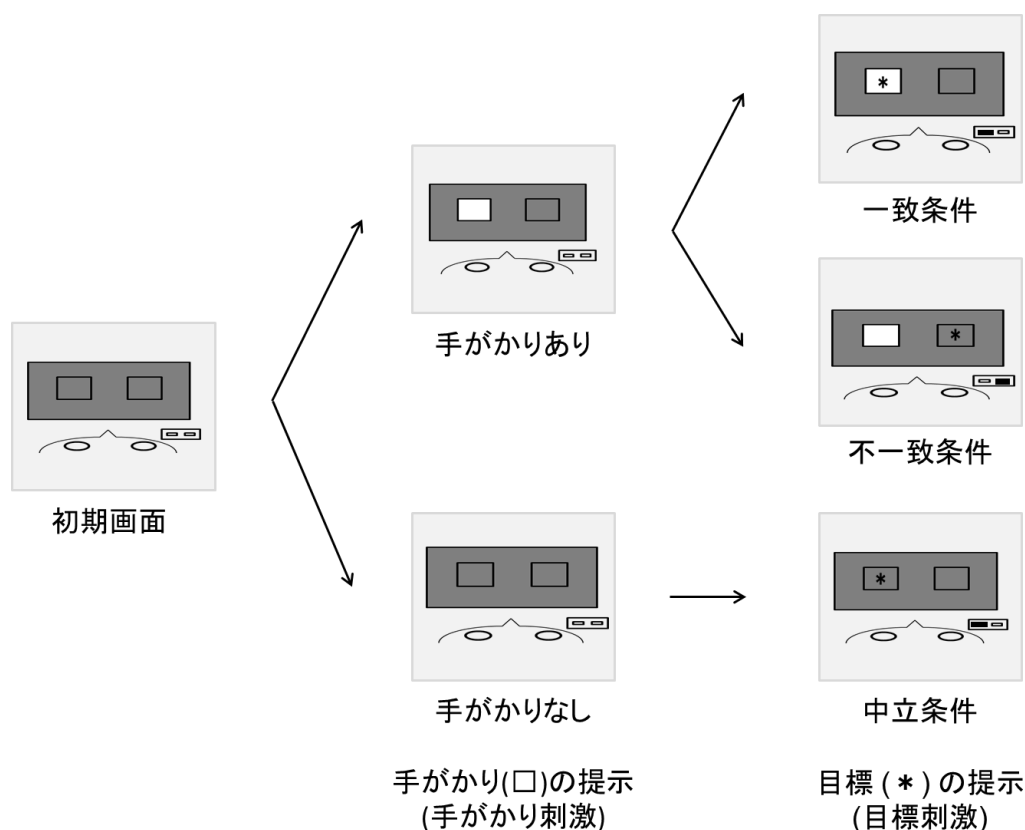 *
一致条件
手がかりあり
*
不一致条件
初期画面
手がかりなし
*
中立条件
手がかり(□)の提示
(手がかり刺激)
目標 ( * ) の提示
(目標刺激)